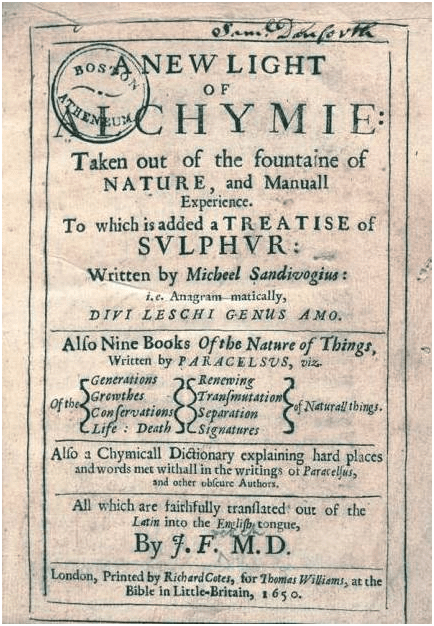 Saml. Danforth
BOSTON
ATHENEUM
A NEW LIGHT
OF
ALCHYMIE:
Taken out of the fountaine of
NATURE, and Manuall
Experience.
To which is added a TREATISE of
SVLPHVR:
Written by Micheel Sandivogius:
i.e. Anagram-matically,
DIVI LESCHI GENUS AMO.
Also Nine Books Of the Nature of Things,
Written by PARACELSVS, viz.
Of the { Generations Growthes Conservations Life: Death } { Renewing Transmutation Separation Signatures } of Naturall things.
Also a Chymicall Dictionary explaining hard places
and words met withall in the writings of Paracelsus,
and other obscure Authors.
All which are faithfully translated out of the
Latin into the English tongue,
By J. F. M.D.
London, Printed by Richard Cotes, for Thomas Williams, at the
Bible in Little-Britain, 1650.